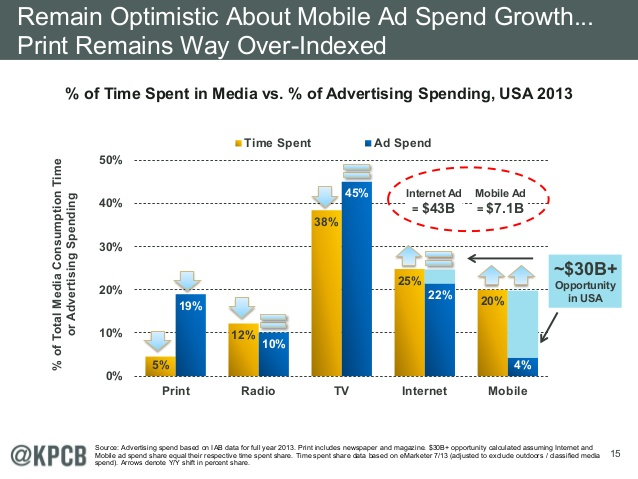 Remain Optimistic About Mobile Ad Spend Growth...
Print Remains Way Over-Indexed
% of Time Spent in Media vs. % of Advertising Spending, USA 2013
Time Spent
Ad Spend
% of Total Media Consumption Time
or Advertising Spending
50%
40%
30%
20%
10%
0%
5%
19%
12%
10%
38%
45%
25%
22%
20%
4%
Internet Ad
= $43B
Mobile Ad
= $7.1B
~$30B+
Opportunity
in USA
Print
Radio
TV
Internet
Mobile
@KPCB
Source: Advertising spend based on IAB data for full year 2013. Print includes newspaper and magazine. $30B+ opportunity calculated assuming Internet and
Mobile ad spend share equal their respective time spent share. Time spent share data based on eMarketer 7/13 (adjusted to exclude outdoors / classified media
spend). Arrows denote Y/Y shift in percent share.
15